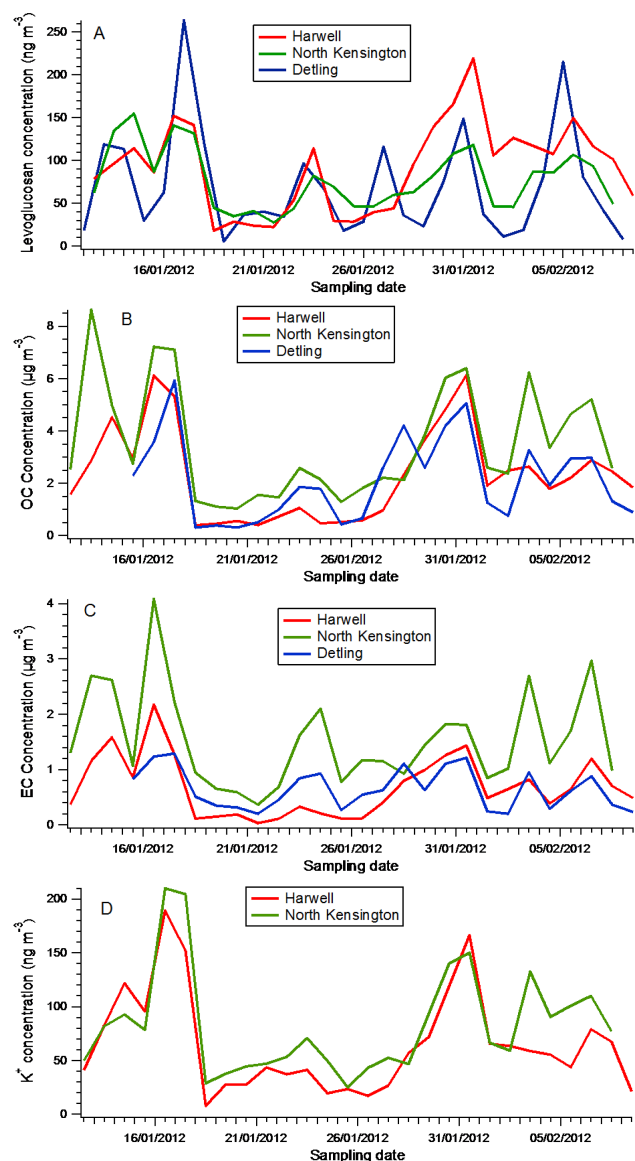 A
Harwell
North Kensington
Detling
Levoglucosan concentration (ng m⁻³)
250
200
150
100
50
0
16/01/2012 21/01/2012 26/01/2012 31/01/2012 05/02/2012
Sampling date
B
Harwell
North Kensington
Detling
OC Concentration (µg m⁻³)
8
6
4
2
0
16/01/2012 21/01/2012 26/01/2012 31/01/2012 05/02/2012
Sampling date
C
Harwell
North Kensington
Detling
EC Concentration (µg m⁻³)
4
3
2
1
0
16/01/2012 21/01/2012 26/01/2012 31/01/2012 05/02/2012
Sampling date
D
Harwell
North Kensington
K⁺ concentration (ng m⁻³)
200
150
100
50
0
16/01/2012 21/01/2012 26/01/2012 31/01/2012 05/02/2012
Sampling date